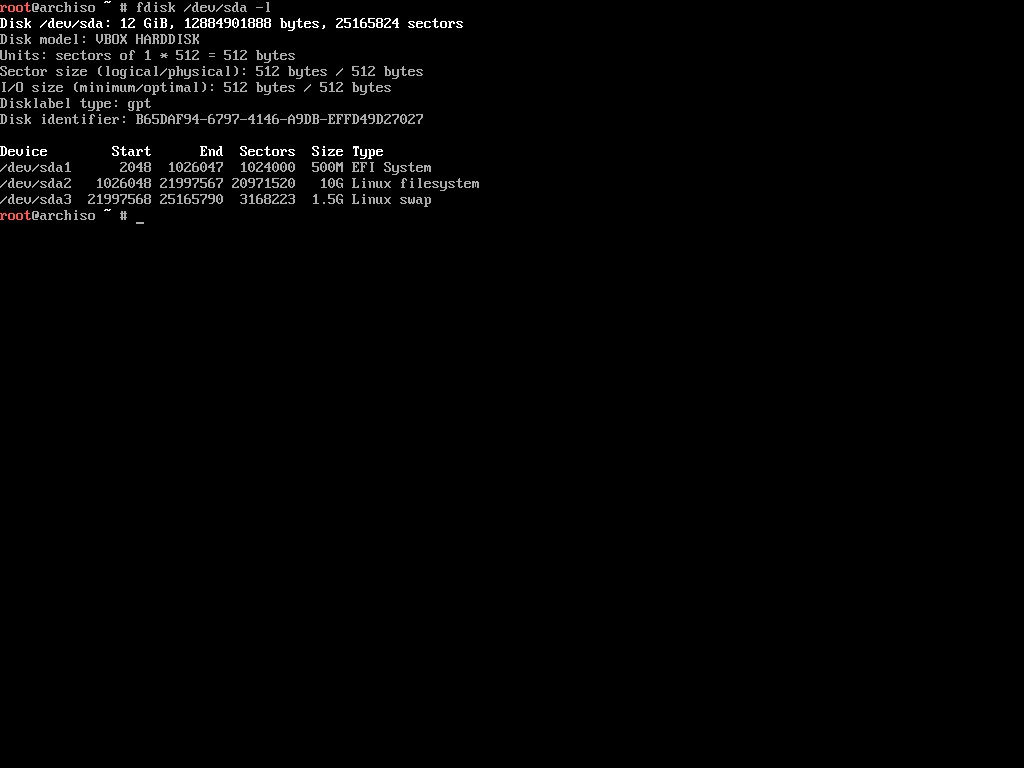 root@archiso ~ # fdisk /dev/sda -l
Disk /dev/sda: 12 GiB, 12884901888 bytes, 25165824 sectors
Disk model: VBOX HARDDISK
Units: sectors of 1 * 512 = 512 bytes
Sector size (logical/physical): 512 bytes / 512 bytes
I/O size (minimum/optimal): 512 bytes / 512 bytes
Disklabel type: gpt
Disk identifier: B65DAF94-6797-4146-A9DB-EFFD49D27027

Device        Start      End  Sectors  Size Type
/dev/sda1      2048  1026047  1024000  500M EFI System
/dev/sda2   1026048 21997567 20971520   10G Linux filesystem
/dev/sda3  21997568 25165790  3168223  1.5G Linux swap
root@archiso ~ # _